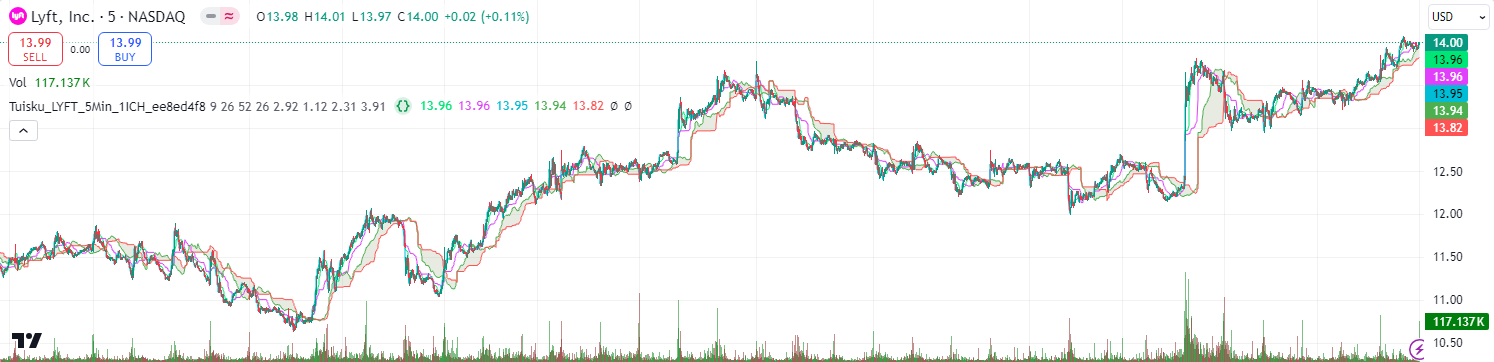 Lyft, Inc. · 5 · NASDAQ O13.98 H14.01 L13.97 C14.00 +0.02 (+0.11%)
USD
13.99 SELL 0.00 13.99 BUY
Vol 117.137 K
Tuisku_LYFT_5Min_1ICH_ee8ed4f8 9 26 52 26 2.92 1.12 2.31 3.91 {} 13.96 13.96 13.95 13.94 13.82 Ø Ø
14.00
13.96
13.96
13.95
13.94
13.82
12.50
12.00
11.50
11.00
117.137 K
10.50